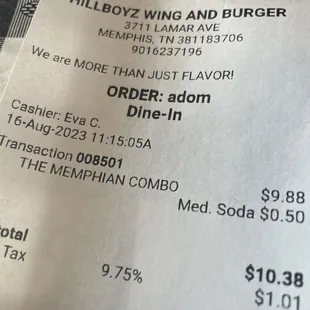 HILLBOYZ WING AND BURGER
3711 LAMAR AVE
MEMPHIS, TN 381183706
9016237196
We are MORE THAN JUST FLAVOR!
ORDER: adom
Dine-In
Cashier: Eva C.
16-Aug-2023 11:15:05A
Transaction 008501
THE MEMPHIAN COMBO $9.88
Med. Soda $0.50
otal $10.38
Tax 9.75% $1.01